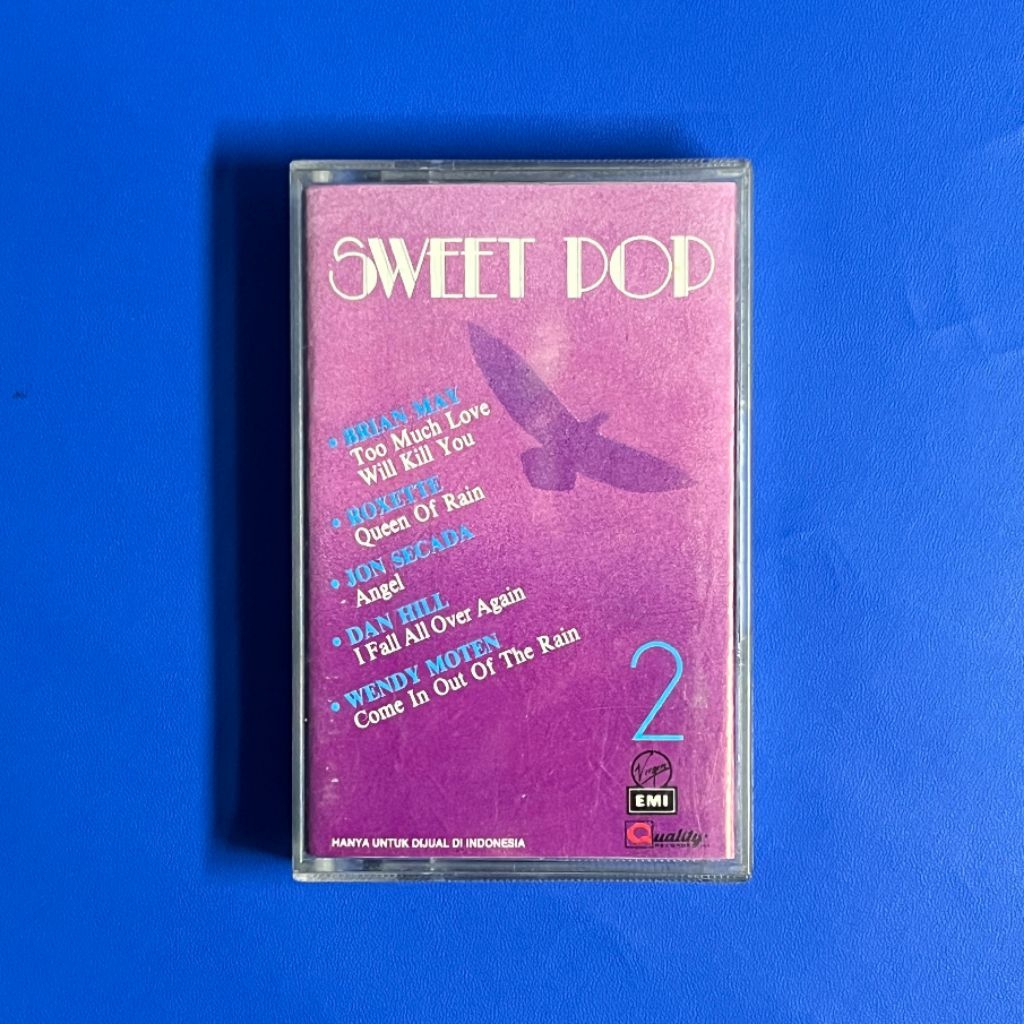 SWEET POP
• BRIAN MAY
Too Much Love
Will Kill You
• ROXETTE
Queen Of Rain
• JON SECADA
Angel
• DAN HILL
I Fall All Over Again
• WENDY MOTEN
Come In Out Of The Rain
2
Virgin
EMI
Quality
HANYA UNTUK DIJUAL DI INDONESIA